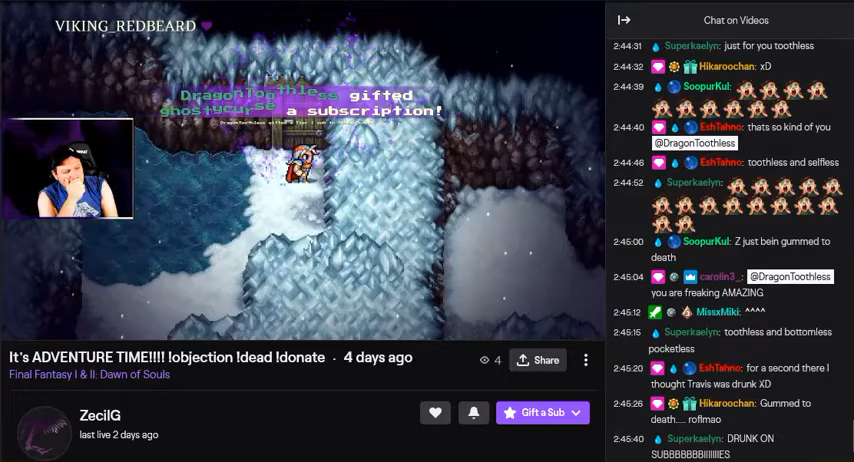 VIKING_REDBEARD
DragonToothless gifted
ghostycurse a subscription!
It's ADVENTURE TIME!!!! !objection !dead !donate · 4 days ago
Final Fantasy I & II: Dawn of Souls
4
Share
ZecilG
last live 2 days ago
Gift a Sub
Chat on Videos
2:44:31 Superkaelyn: just for you toothless
2:44:32 Hikaroochan: xD
2:44:39 SoopurKul:
2:44:40 EshTahno: thats so kind of you
@DragonToothless
2:44:46 EshTahno: toothless and selfless
2:44:52 Superkaelyn:
2:45:00 SoopurKul: Z just bein gummed to
death
2:45:04 carolin3_: @DragonToothless
you are freaking AMAZING
2:45:12 MissxMiki: ^^^^
2:45:15 Superkaelyn: toothless and bottomless
pocketless
2:45:20 EshTahno: for a second there I
thought Travis was drunk XD
2:45:26 Hikaroochan: Gummed to
death..... roflmao
2:45:40 Superkaelyn: DRUNK ON